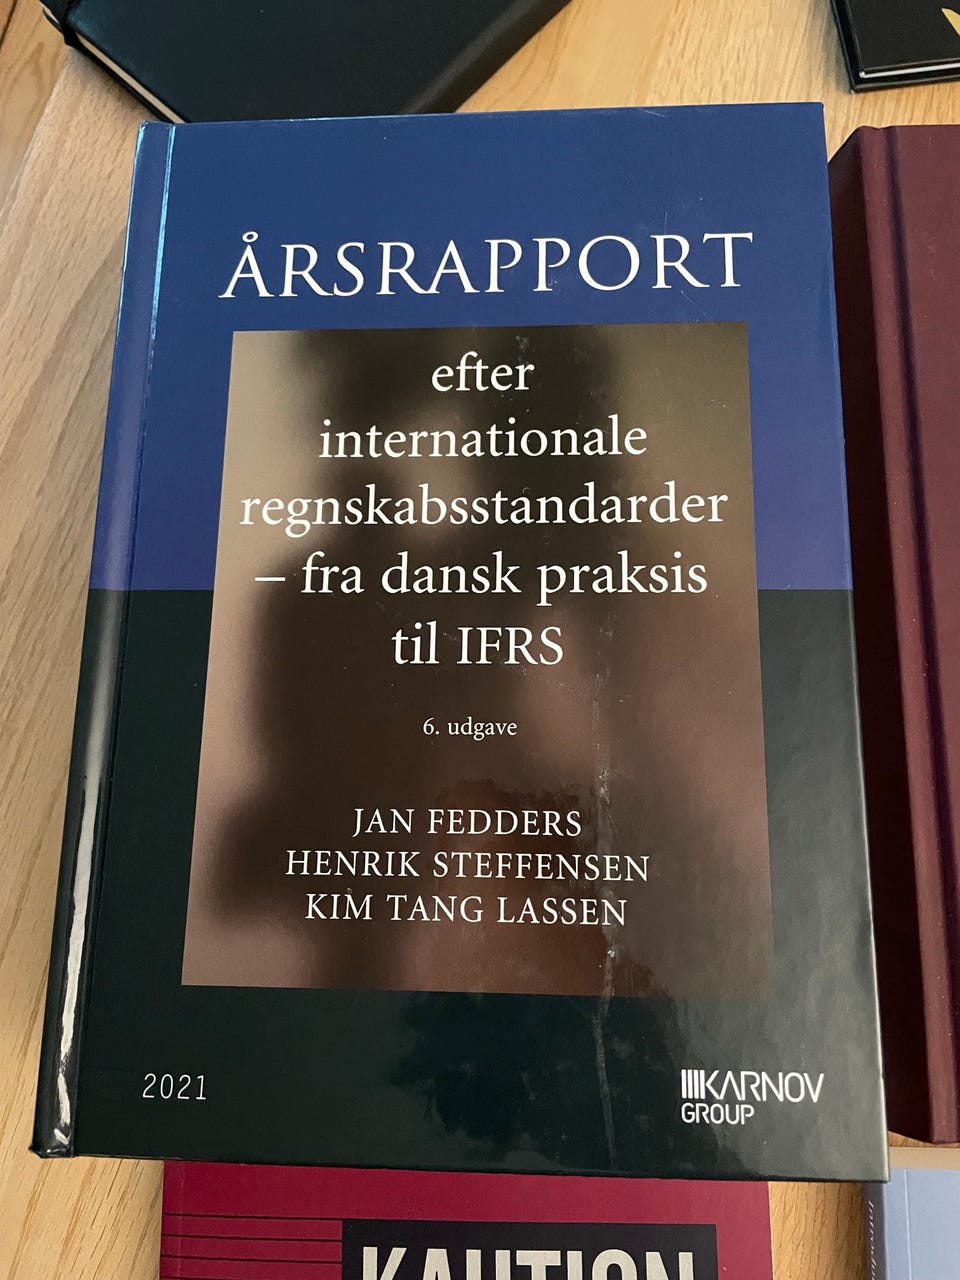 ÅRSRAPPORT
efter
internationale
regnskabsstandarder
– fra dansk praksis
til IFRS
6. udgave
JAN FEDDERS
HENRIK STEFFENSEN
KIM TANG LASSEN
2021
KARNOV
GROUP
KAUTION